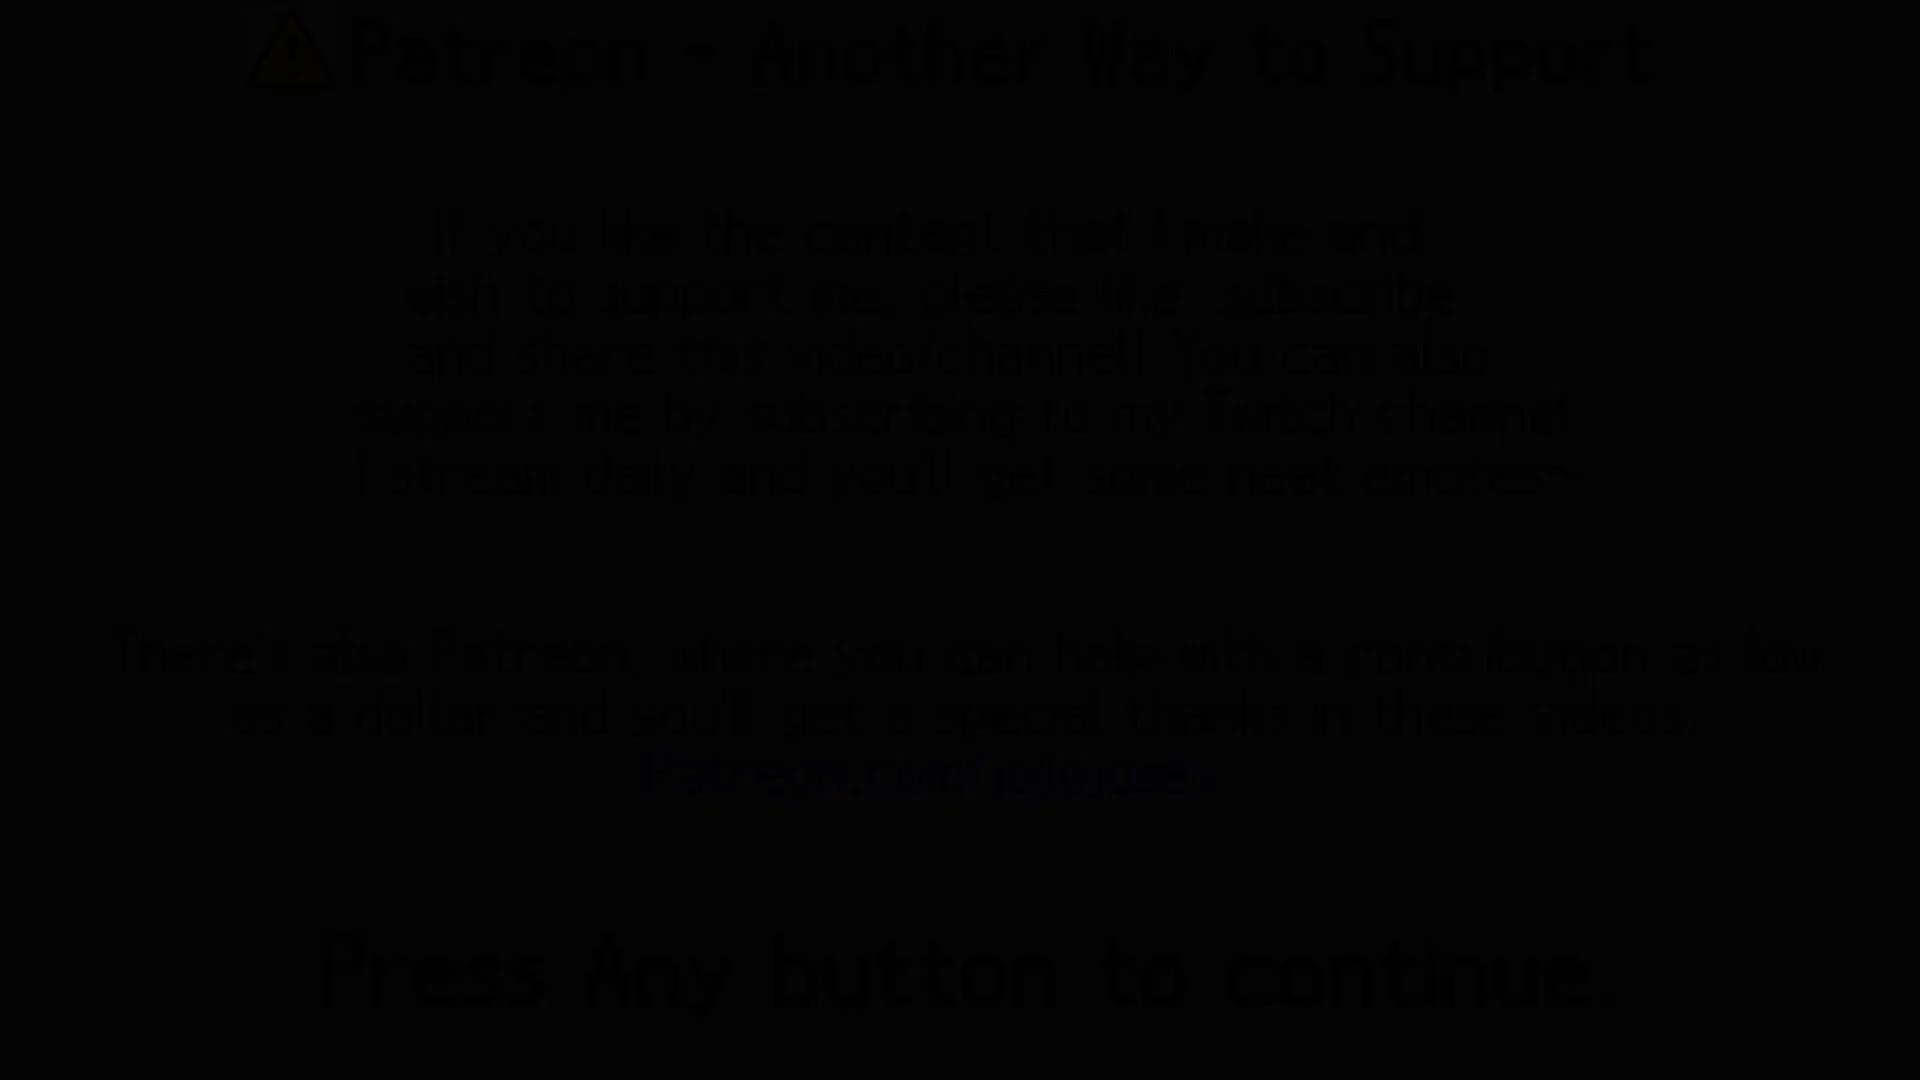 Patreon - Another Way to Support
If you like the content that I make and
wish to support me, please like, subscribe
and share this video/channel! You can also
support me by subscribing to my Twitch channel
I stream daily and you'll get some neat emotes~
There's also Patreon, where you can help with a contribution as low
as a dollar and you'll get a special thanks in these videos.
Press Any button to continue.